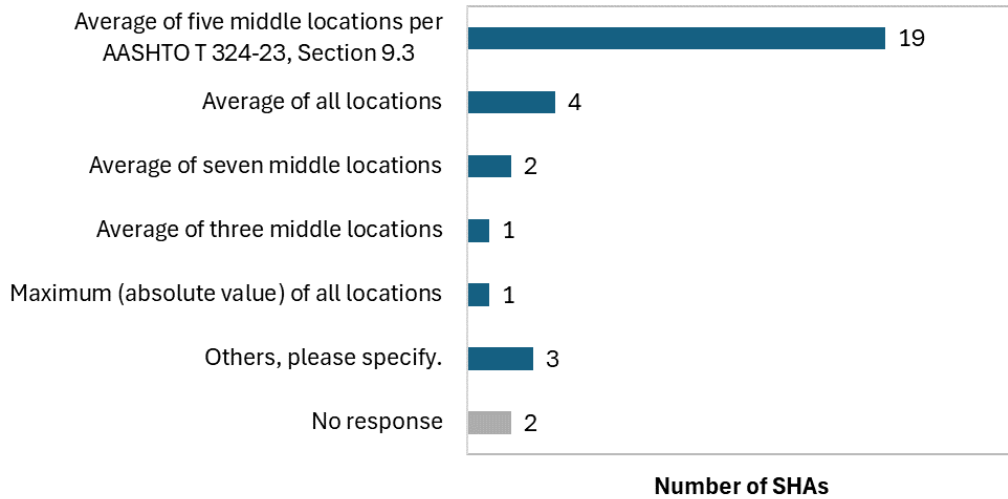 Average of five middle locations per
AASHTO T 324-23, Section 9.3
19
Average of all locations
4
Average of seven middle locations
2
Average of three middle locations
1
Maximum (absolute value) of all locations
1
Others, please specify.
3
No response
2
Number of SHAs